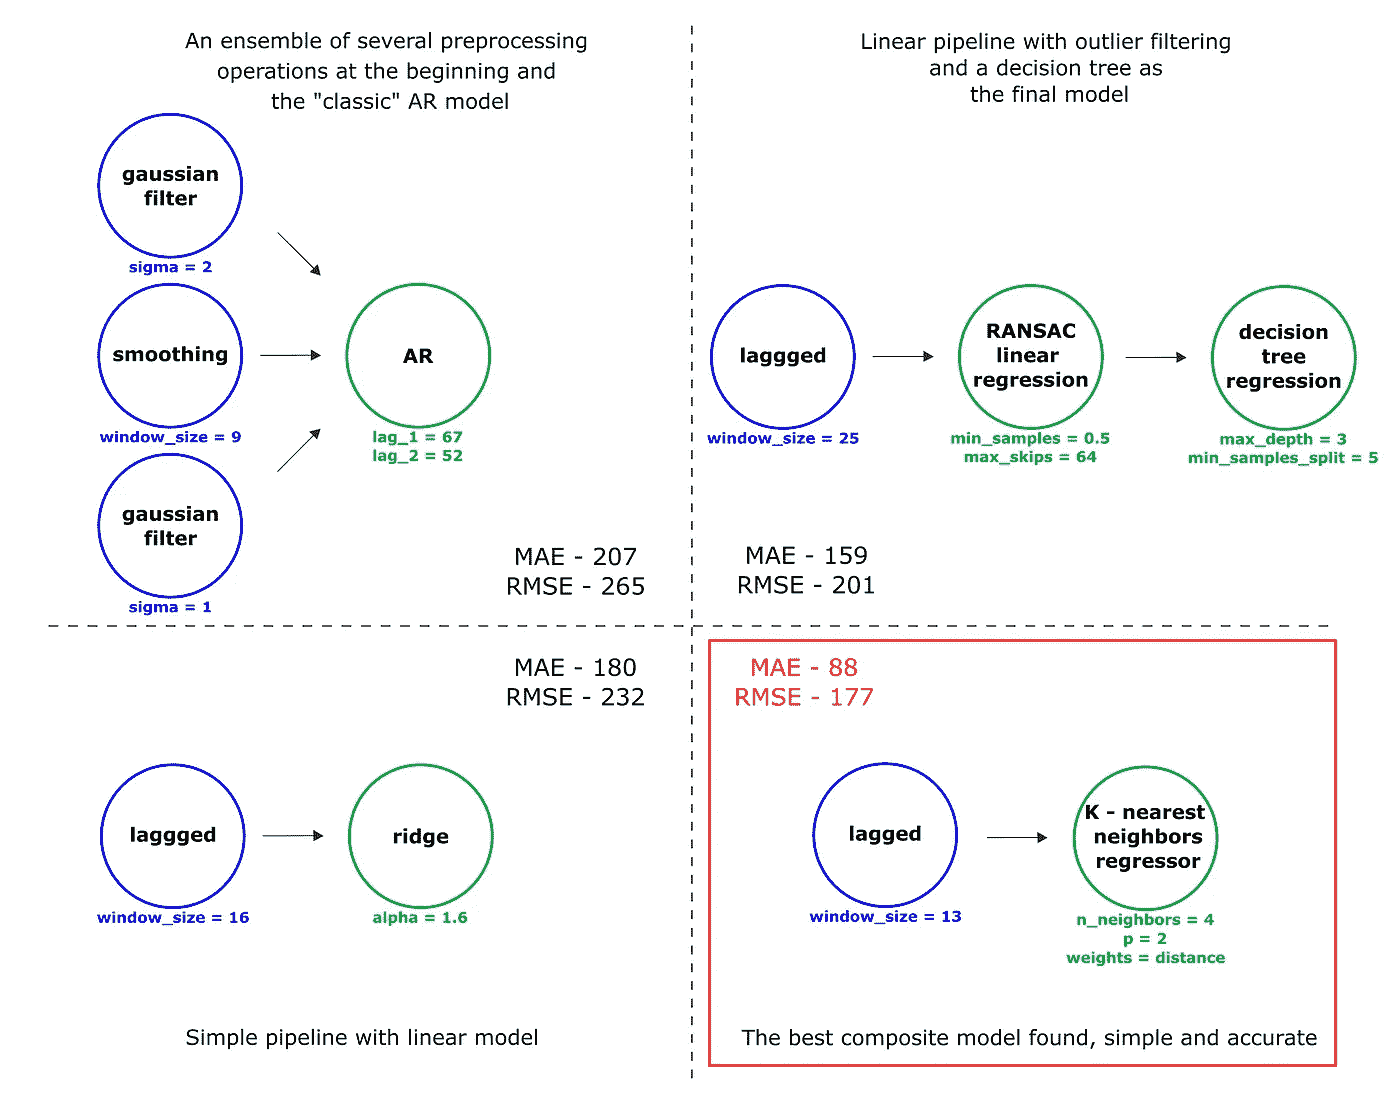 An ensemble of several preprocessing
operations at the beginning and
the "classic" AR model
gaussian
filter
sigma = 2
smoothing
window_size = 9
gaussian
filter
sigma = 1
AR
lag_1 = 67
lag_2 = 52
MAE - 207
RMSE - 265
Linear pipeline with outlier filtering
and a decision tree as
the final model
laggged
window_size = 25
RANSAC
linear
regression
min_samples = 0.5
max_skips = 64
decision
tree
regression
max_depth = 3
min_samples_split = 5
MAE - 159
RMSE - 201
MAE - 180
RMSE - 232
laggged
window_size = 16
ridge
alpha = 1.6
Simple pipeline with linear model
MAE - 88
RMSE - 177
lagged
window_size = 13
K - nearest
neighbors
regressor
n_neighbors = 4
p = 2
weights = distance
The best composite model found, simple and accurate